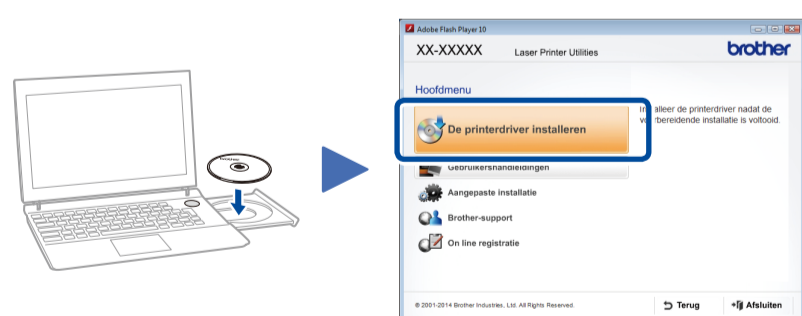 brother
Adobe Flash Player 10
XX-XXXXX Laser Printer Utilities brother
Hoofdmenu
De printerdriver installeren
alleer de printerdriver nadat de
rbereidende installatie is voltooid.
Gebruikershandleidingen
Aangepaste installatie
Brother-support
On line registratie
© 2001-2014 Brother Industries, Ltd. All Rights Reserved.
Terug
Afsluiten